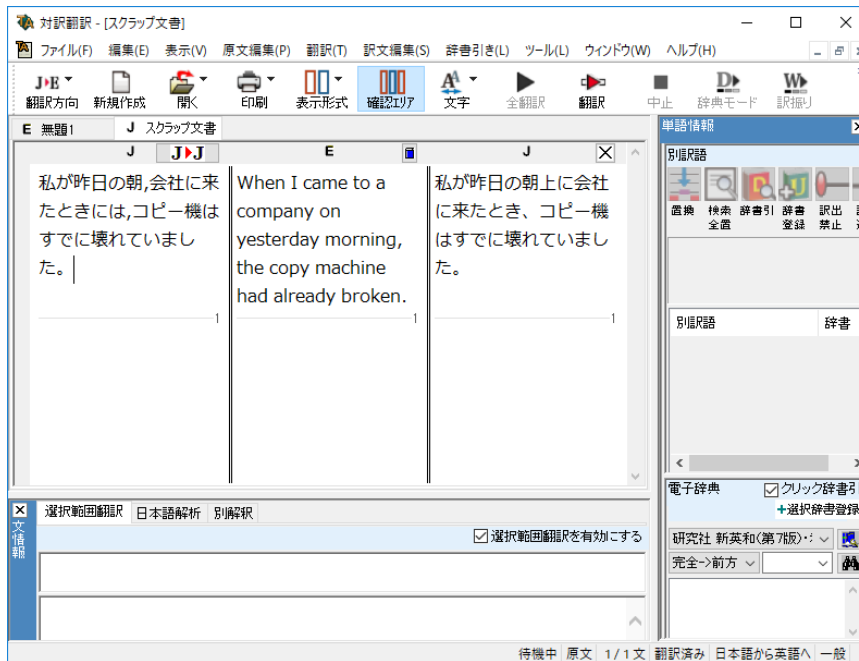 対訳翻訳 - [スクラップ文書]
ファイル(F) 編集(E) 表示(V) 原文編集(P) 翻訳(T) 訳文編集(S) 辞書引き(L) ツール(L) ウィンドウ(W) ヘルプ(H)
J▸E
翻訳方向 新規作成 開く 印刷 表示形式 確認エリア 文字 全翻訳 翻訳 中止 辞典モード 訳振り
E 無題1 J スクラップ文書
J J▸J E J
私が昨日の朝,会社に来
たときには,コピー機は
すでに壊れていまし
た。
1
When I came to a
company on
yesterday morning,
the copy machine
had already broken.
1
私が昨日の朝上に会社
に来たとき、コピー機
はすでに壊れていまし
た。
1
単語情報
別訳語
置換 検索 辞書引 辞書 訳出
全置 登録 禁止
別訳語 辞書
電子辞典 クリック辞書引
+選択辞書登録
研究社 新英和(第7版)・
完全->前方
文情報
選択範囲翻訳 日本語解析 別解釈
選択範囲翻訳を有効にする
待機中 原文 1/1文 翻訳済み 日本語から英語へ 一般